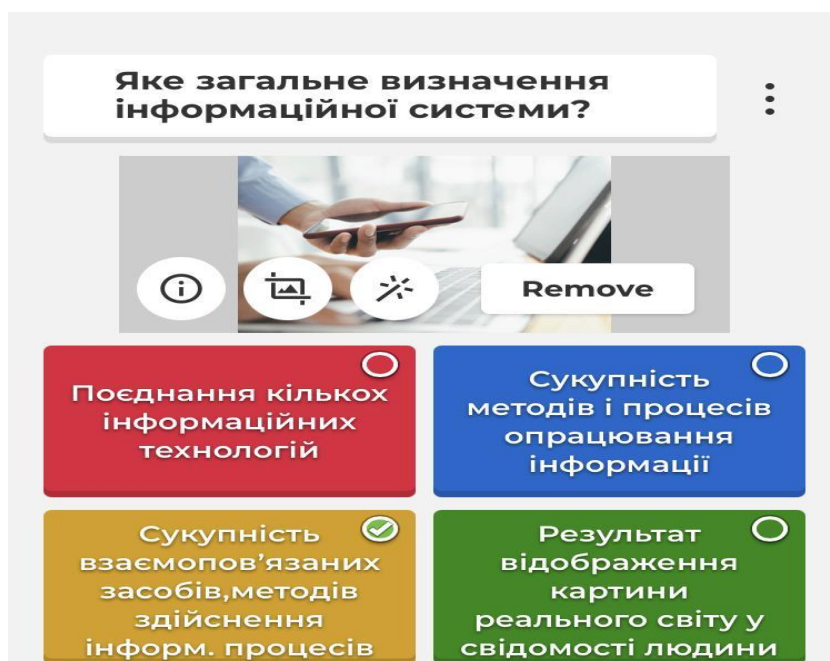 Яке загальне визначення
інформаційної системи?
Remove
Поєднання кількох
інформаційних
технологій
Сукупність
методів і процесів
опрацювання
інформації
Сукупність
взаємопов’язаних
засобів,методів
здійснення
інформ. процесів
Результат
відображення
картини
реального світу у
свідомості людини